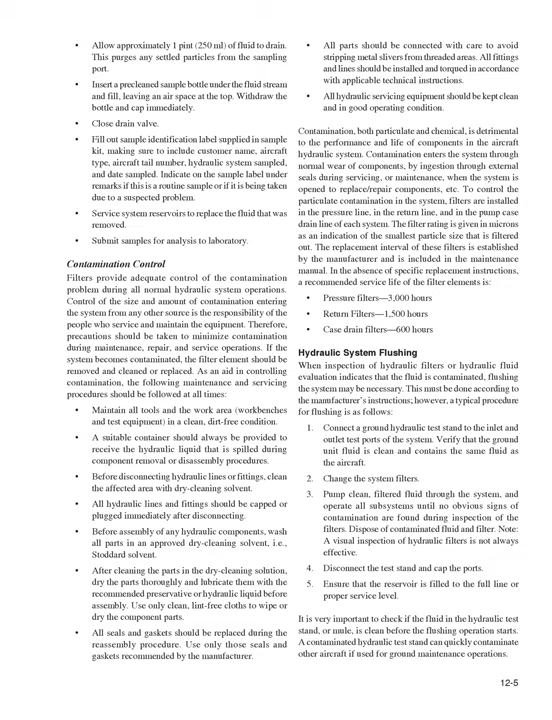 • Allow approximately 1 pint (250 ml) of fluid to drain.
This purges any settled particles from the sampling
port.
• Insert a precleaned sample bottle under the fluid stream
and fill, leaving an air space at the top. Withdraw the
bottle and cap immediately.
• Close drain valve.
• Fill out sample identification label supplied in sample
kit, making sure to include customer name, aircraft
type, aircraft tail number, hydraulic system sampled,
and date sampled. Indicate on the sample label under
remarks if this is a routine sample or if it is being taken
due to a suspected problem.
• Service system reservoirs to replace the fluid that was
removed.
• Submit samples for analysis to laboratory.
Contamination Control
Filters provide adequate control of the contamination
problem during all normal hydraulic system operations.
Control of the size and amount of contamination entering
the system from any other source is the responsibility of the
people who service and maintain the equipment. Therefore,
precautions should be taken to minimize contamination
during maintenance, repair, and service operations. If the
system becomes contaminated, the filter element should be
removed and cleaned or replaced. As an aid in controlling
contamination, the following maintenance and servicing
procedures should be followed at all times:
• Maintain all tools and the work area (workbenches
and test equipment) in a clean, dirt-free condition.
• A suitable container should always be provided to
receive the hydraulic liquid that is spilled during
component removal or disassembly procedures.
• Before disconnecting hydraulic lines or fittings, clean
the affected area with dry-cleaning solvent.
• All hydraulic lines and fittings should be capped or
plugged immediately after disconnecting.
• Before assembly of any hydraulic components, wash
all parts in an approved dry-cleaning solvent, i.e.,
Stoddard solvent.
• After cleaning the parts in the dry-cleaning solution,
dry the parts thoroughly and lubricate them with the
recommended preservative or hydraulic liquid before
assembly. Use only clean, lint-free cloths to wipe or
dry the component parts.
• All seals and gaskets should be replaced during the
reassembly procedure. Use only those seals and
gaskets recommended by the manufacturer.
• All parts should be connected with care to avoid
stripping metal slivers from threaded areas. All fittings
and lines should be installed and torqued in accordance
with applicable technical instructions.
• All hydraulic servicing equipment should be kept clean
and in good operating condition.
Contamination, both particulate and chemical, is detrimental
to the performance and life of components in the aircraft
hydraulic system. Contamination enters the system through
normal wear of components, by ingestion through external
seals during servicing, or maintenance, when the system is
opened to replace/repair components, etc. To control the
particulate contamination in the system, filters are installed
in the pressure line, in the return line, and in the pump case
drain line of each system. The filter rating is given in microns
as an indication of the smallest particle size that is filtered
out. The replacement interval of these filters is established
by the manufacturer and is included in the maintenance
manual. In the absence of specific replacement instructions,
a recommended service life of the filter elements is:
• Pressure filters—3,000 hours
• Return Filters—1,500 hours
• Case drain filters—600 hours
Hydraulic System Flushing
When inspection of hydraulic filters or hydraulic fluid
evaluation indicates that the fluid is contaminated, flushing
the system may be necessary. This must be done according to
the manufacturer's instructions; however, a typical procedure
for flushing is as follows:
1. Connect a ground hydraulic test stand to the inlet and
outlet test ports of the system. Verify that the ground
unit fluid is clean and contains the same fluid as
the aircraft.
2. Change the system filters.
3. Pump clean, filtered fluid through the system, and
operate all subsystems until no obvious signs of
contamination are found during inspection of the
filters. Dispose of contaminated fluid and filter. Note:
A visual inspection of hydraulic filters is not always
effective.
4. Disconnect the test stand and cap the ports.
5. Ensure that the reservoir is filled to the full line or
proper service level.
It is very important to check if the fluid in the hydraulic test
stand, or mule, is clean before the flushing operation starts.
A contaminated hydraulic test stand can quickly contaminate
other aircraft if used for ground maintenance operations.
12-5